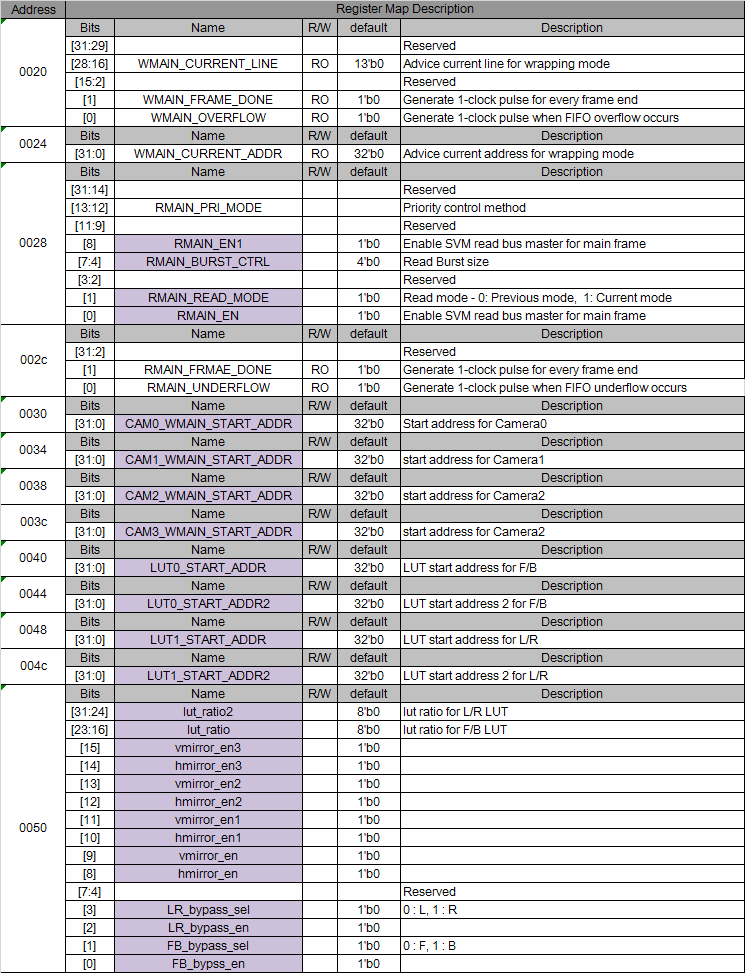 Address Register Map Description
0020
Bits Name R/W default Description
[31:29] Reserved
[28:16] WMAIN_CURRENT_LINE RO 13'b0 Advice current line for wrapping mode
[15:2] Reserved
[1] WMAIN_FRAME_DONE RO 1'b0 Generate 1-clock pulse for every frame end
[0] WMAIN_OVERFLOW RO 1'b0 Generate 1-clock pulse when FIFO overflow occurs
0024
Bits Name R/W default Description
[31:0] WMAIN_CURRENT_ADDR RO 32'b0 Advice current address for wrapping mode
0028
Bits Name R/W default Description
[31:14] Reserved
[13:12] RMAIN_PRI_MODE Priority control method
[11:9] Reserved
[8] RMAIN_EN1 1'b0 Enable SVM read bus master for main frame
[7:4] RMAIN_BURST_CTRL 4'b0 Read Burst size
[3:2] Reserved
[1] RMAIN_READ_MODE 1'b0 Read mode - 0: Previous mode, 1: Current mode
[0] RMAIN_EN 1'b0 Enable SVM read bus master for main frame
002c
Bits Name R/W default Description
[31:2] Reserved
[1] RMAIN_FRMAE_DONE RO 1'b0 Generate 1-clock pulse for every frame end
[0] RMAIN_UNDERFLOW RO 1'b0 Generate 1-clock pulse when FIFO underflow occurs
0030
Bits Name R/W default Description
[31:0] CAM0_WMAIN_START_ADDR 32'b0 Start address for Camera0
0034
Bits Name R/W default Description
[31:0] CAM1_WMAIN_START_ADDR 32'b0 start address for Camera1
0038
Bits Name R/W default Description
[31:0] CAM2_WMAIN_START_ADDR 32'b0 start address for Camera2
003c
Bits Name R/W default Description
[31:0] CAM3_WMAIN_START_ADDR 32'b0 start address for Camera2
0040
Bits Name R/W default Description
[31:0] LUT0_START_ADDR 32'b0 LUT start address for F/B
0044
Bits Name R/W default Description
[31:0] LUT0_START_ADDR2 32'b0 LUT start address 2 for F/B
0048
Bits Name R/W default Description
[31:0] LUT1_START_ADDR 32'b0 LUT start address for L/R
004c
Bits Name R/W default Description
[31:0] LUT1_START_ADDR2 32'b0 LUT start address 2 for L/R
0050
Bits Name R/W default Description
[31:24] lut_ratio2 8'b0 lut ratio for L/R LUT
[23:16] lut_ratio 8'b0 lut ratio for F/B LUT
[15] vmirror_en3 1'b0
[14] hmirror_en3 1'b0
[13] vmirror_en2 1'b0
[12] hmirror_en2 1'b0
[11] vmirror_en1 1'b0
[10] hmirror_en1 1'b0
[9] vmirror_en 1'b0
[8] hmirror_en 1'b0
[7:4] Reserved
[3] LR_bypass_sel 1'b0 0 : L, 1 : R
[2] LR_bypass_en 1'b0
[1] FB_bypass_sel 1'b0 0 : F, 1 : B
[0] FB_bypss_en 1'b0